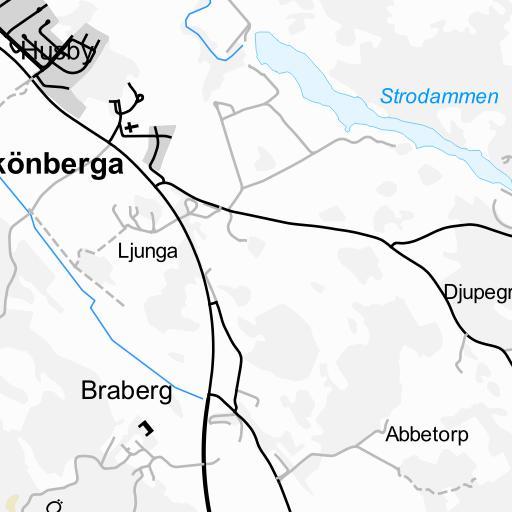 Husby
Strodammen
könberga
Ljunga
Djupegr
Braberg
Abbetorp